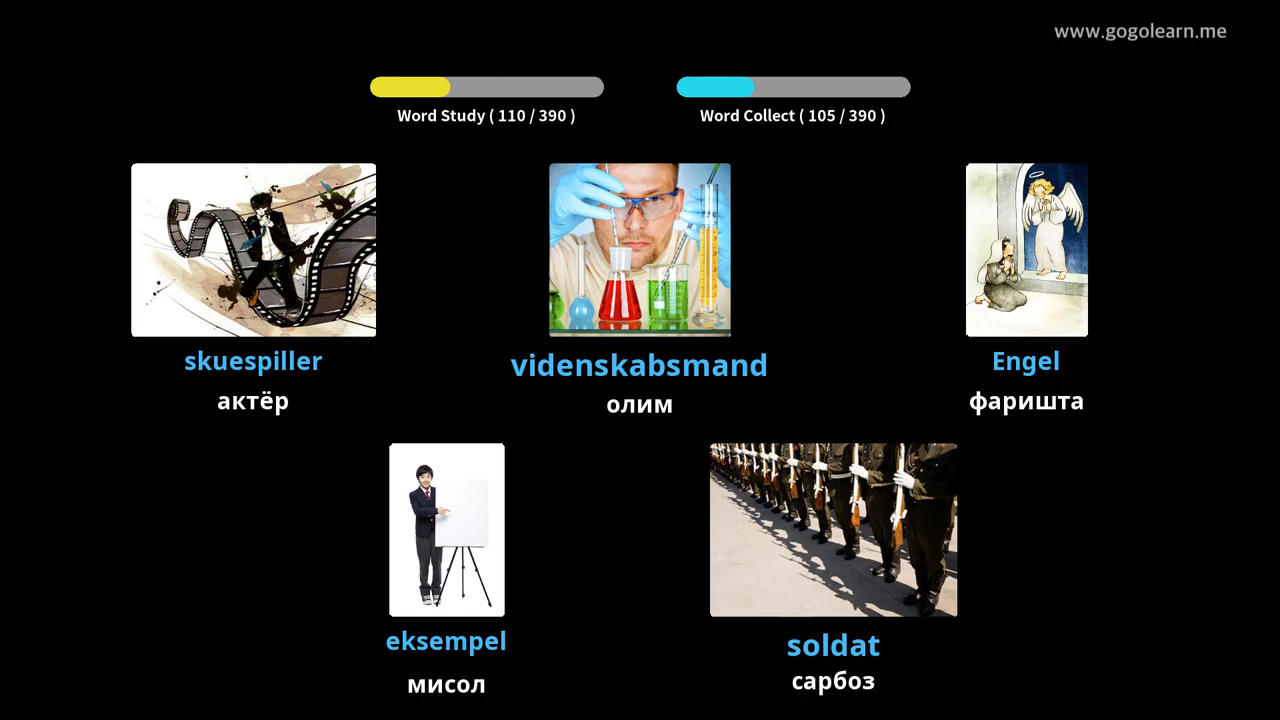 www.gogolearn.me
Word Study ( 110 / 390 )
Word Collect ( 105 / 390 )
skuespiller
актёр
videnskabsmand
олим
Engel
фаришта
eksempel
мисол
soldat
сарбоз